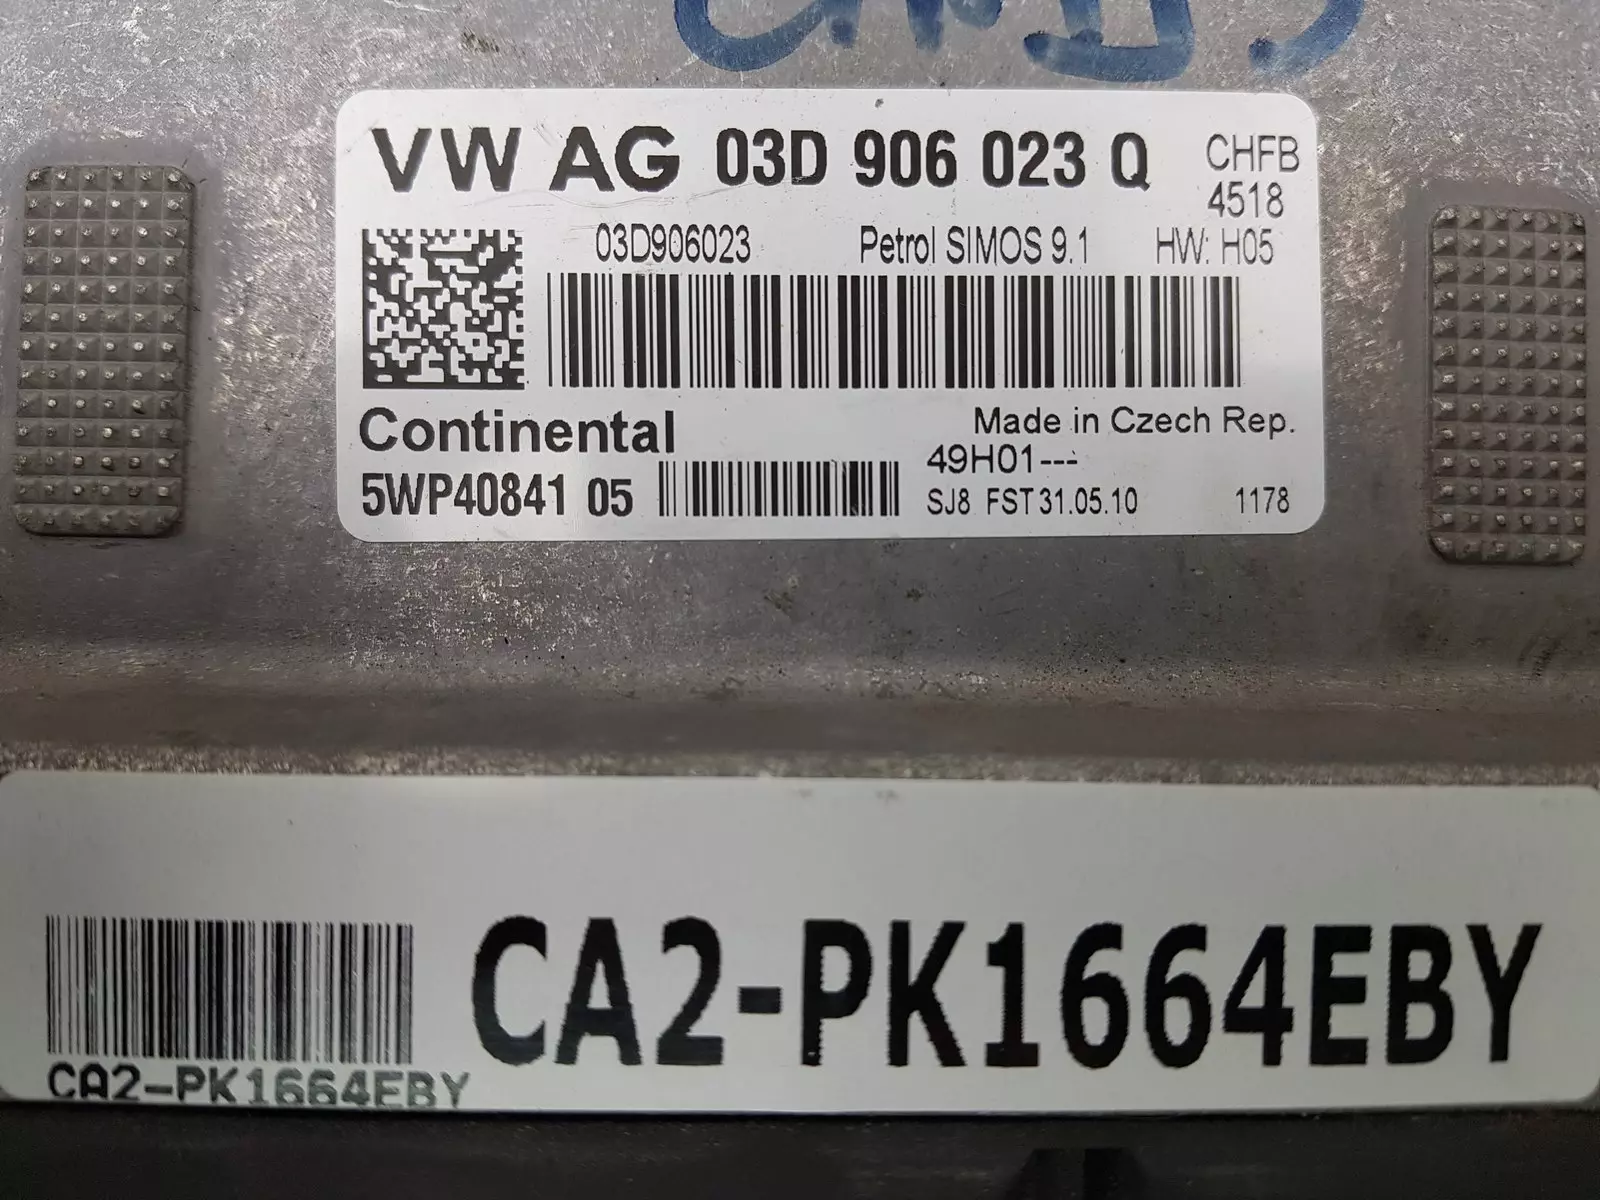 VW AG 03D 906 023 Q CHFB
4518
03D906023 Petrol SIMOS 9.1 HW: H05
Continental Made in Czech Rep.
49H01---
5WP40841 05 SJ8 FST 31.05.10 1178
CA2-PK1664EBY
CA2-PK1664EBY